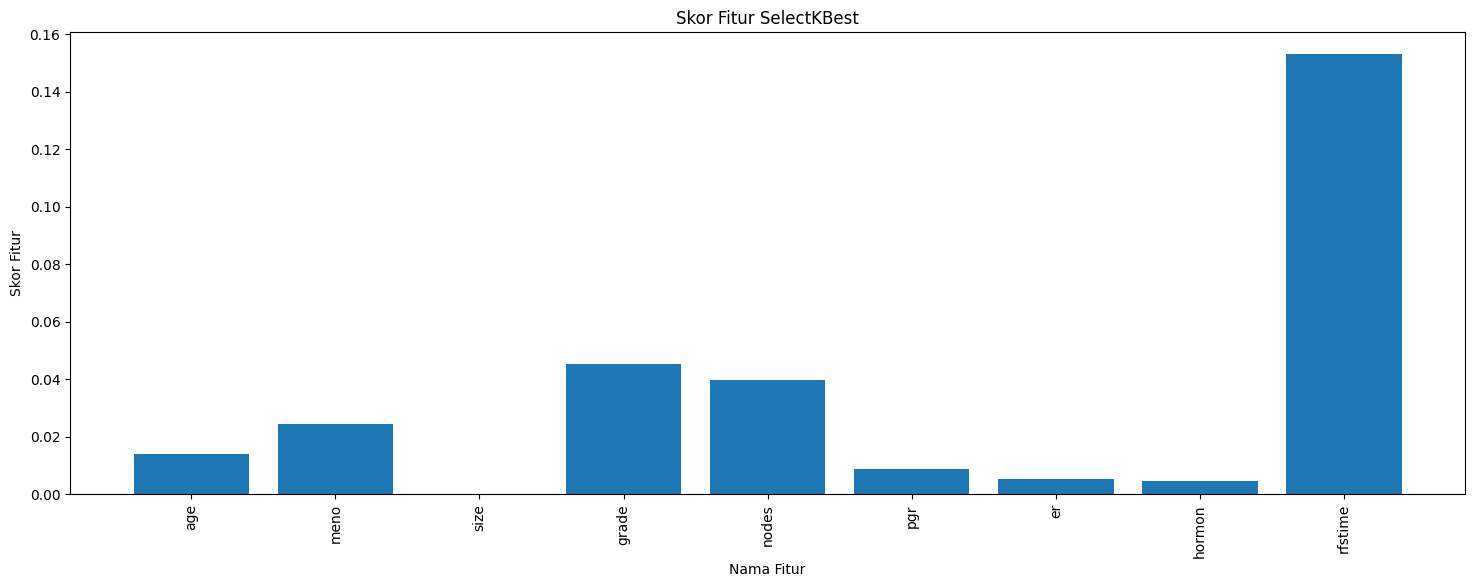 Skor Fitur SelectKBest
Skor Fitur
0.16
0.14
0.12
0.10
0.08
0.06
0.04
0.02
0.00
age
meno
size
grade
nodes
pgr
er
hormon
rfstime
Nama Fitur